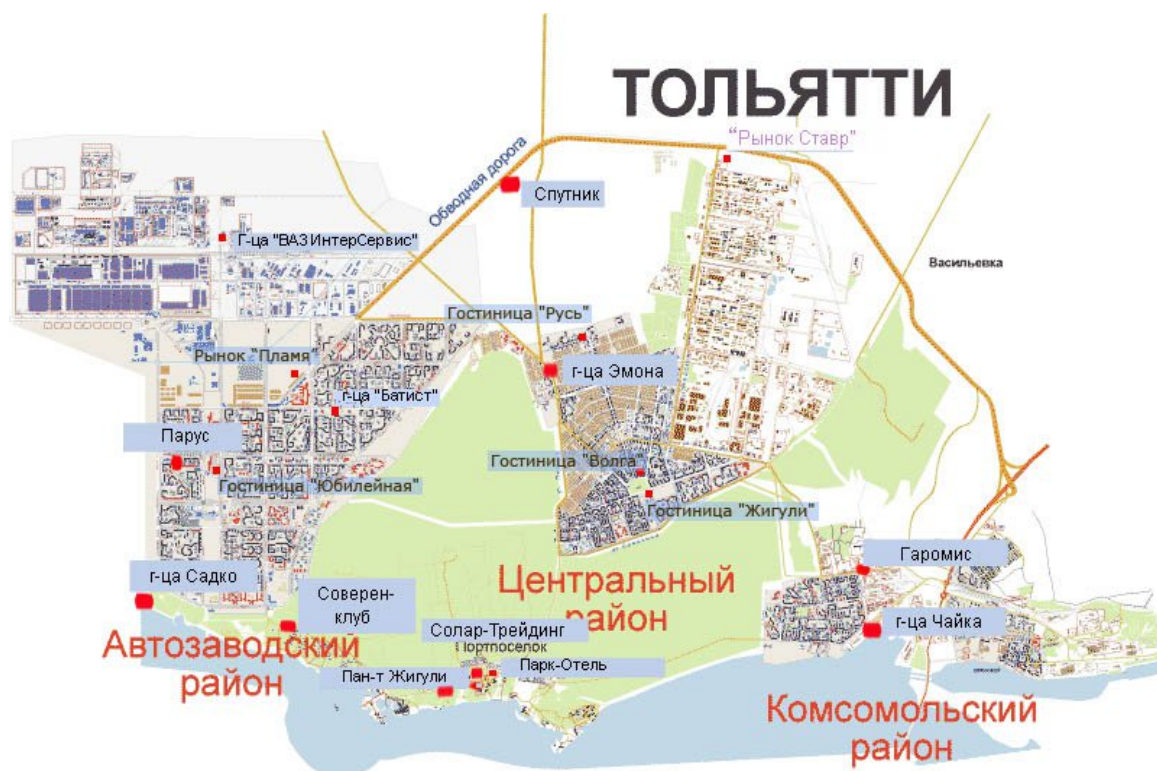 ТОЛЬЯТТИ
“Рынок Ставр"
Обводная дорога
Спутник
Г-ца "ВАЗИнтерСервис"
Васильевка
Гостиница "Русь"
Рынок "Пламя"
г-ца Эмона
г-ца "Батист"
Парус
Гостиница "Волга"
Гостиница "Юбилейная"
Гостиница "Жигули"
Гаромис
г-ца Садко
Соверен-
клуб
Центральный
район
г-ца Чайка
Солар-Трейдинг
Портпоселок
Автозаводский
район
Парк-Отель
Пан-т Жигули
Комсомольский
район